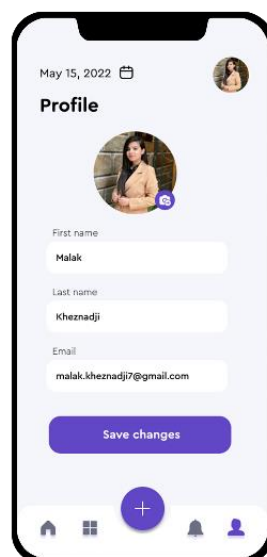 May 15, 2022
Profile
First name
Malak
Last name
Kheznadji
Email
malak.kheznadji7@gmail.com
Save changes